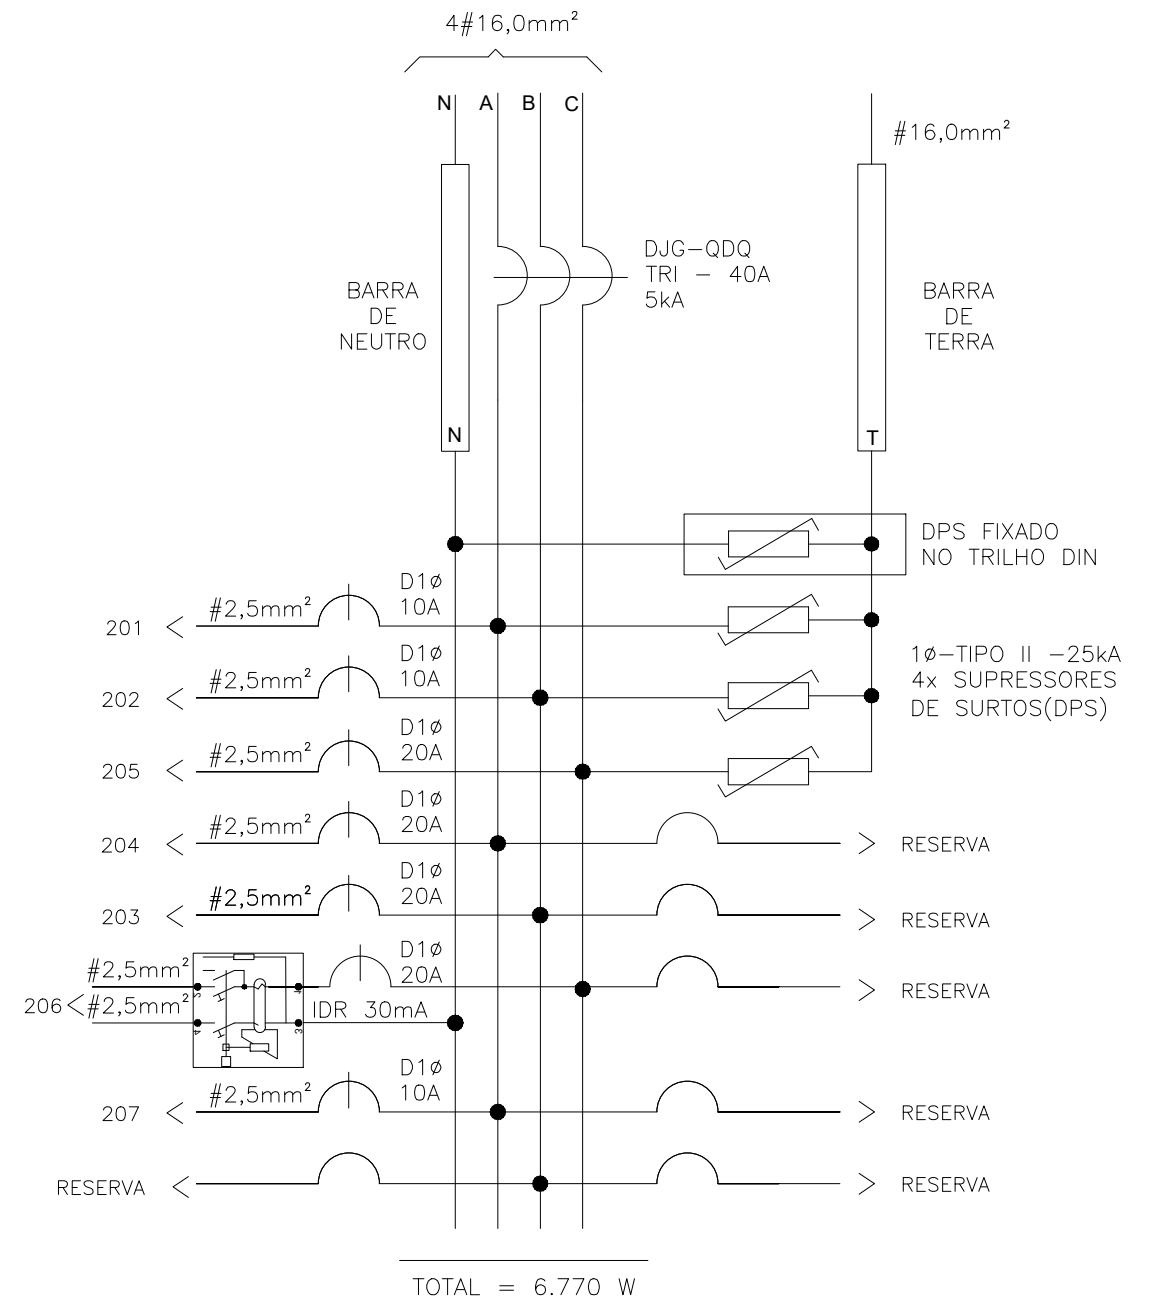 4#16,0mm²
N A B C
#16,0mm²
DJG-QDQ
TRI - 40A
5kA
BARRA
DE
NEUTRO
BARRA
DE
TERRA
N
T
DPS FIXADO
NO TRILHO DIN
D1ø
10A
#2,5mm²
201
D1ø
10A
#2,5mm²
202
1ø-TIPO II -25kA
4x SUPRESSORES
DE SURTOS(DPS)
D1ø
20A
#2,5mm²
205
D1ø
20A
#2,5mm²
204
RESERVA
D1ø
20A
#2,5mm²
203
RESERVA
D1ø
20A
#2,5mm²
206
#2,5mm²
IDR 30mA
RESERVA
2
1
4
3
D1ø
10A
#2,5mm²
207
RESERVA
RESERVA
RESERVA
TOTAL = 6.770 W